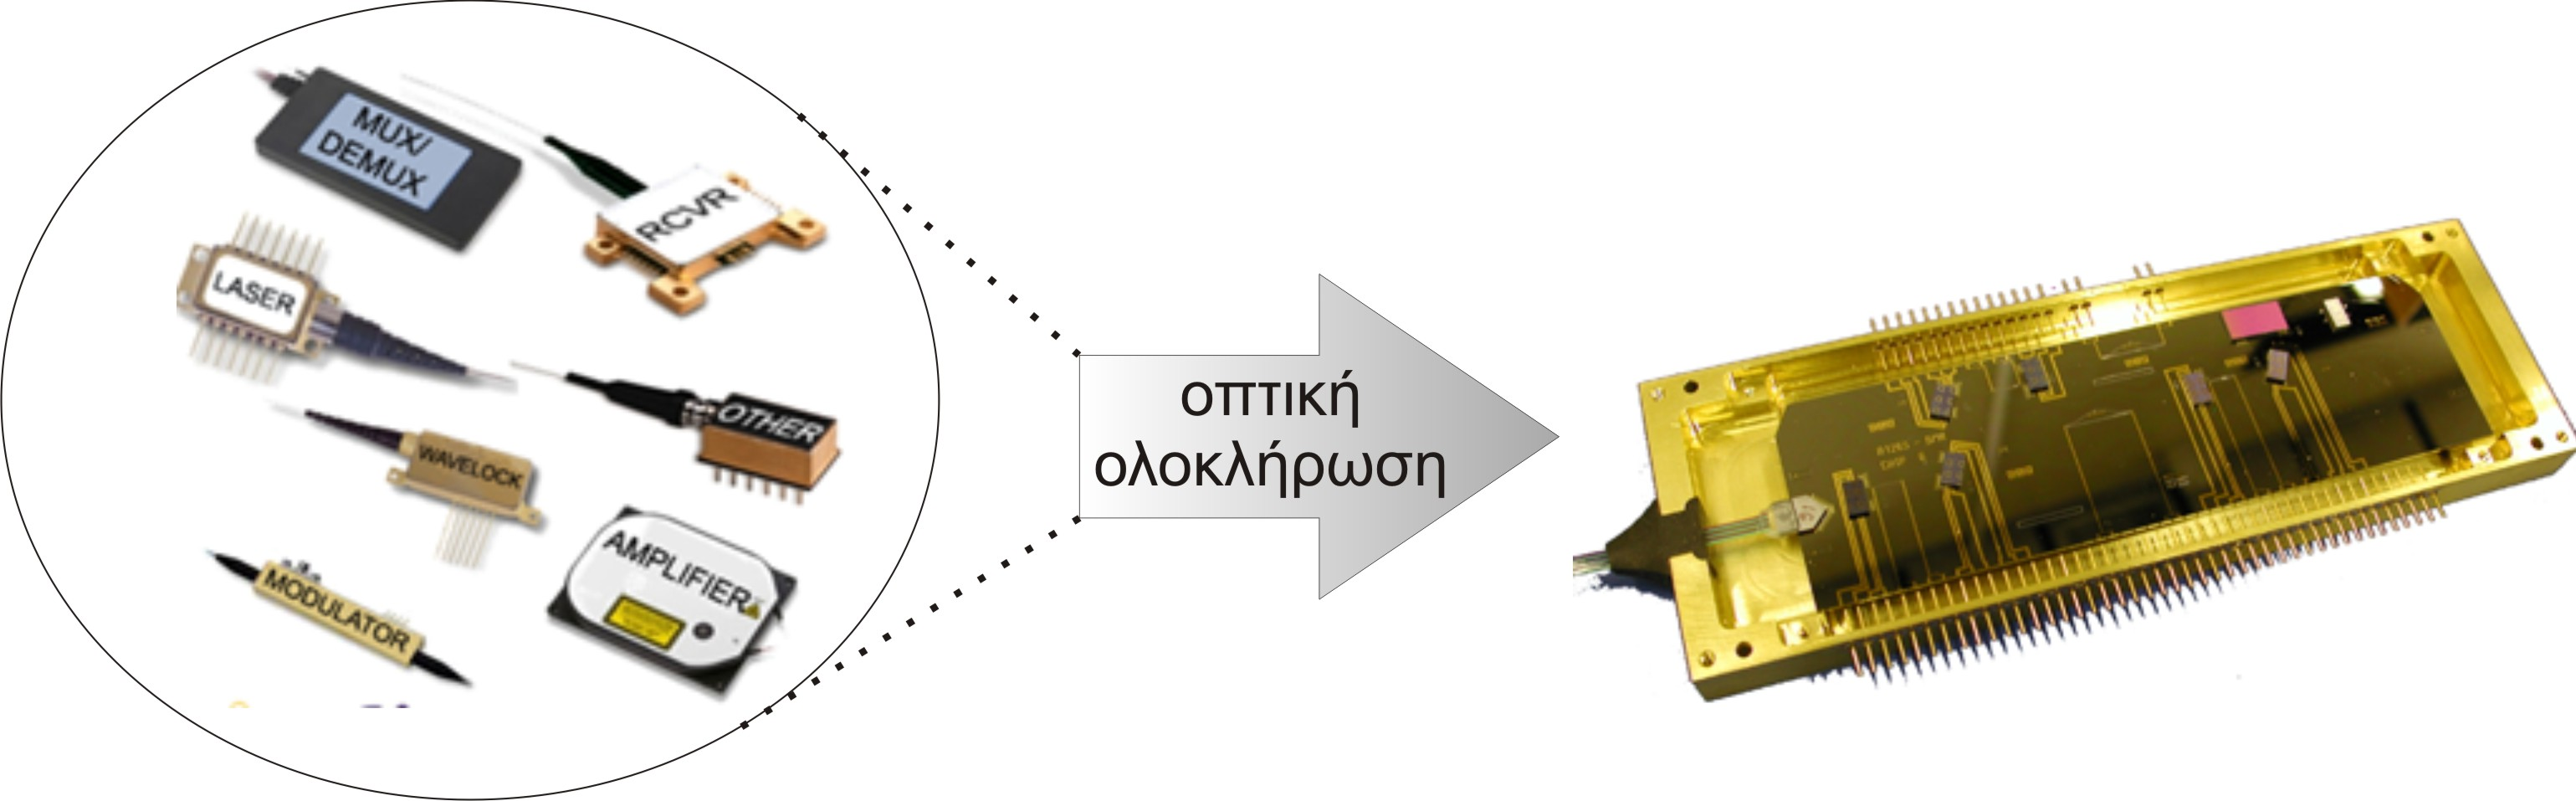 MUX/
DEMUX
RCVR
LASER
OTHER
WAVELOCK
AMPLIFIER
MODULATOR
οπτική
ολοκλήρωση